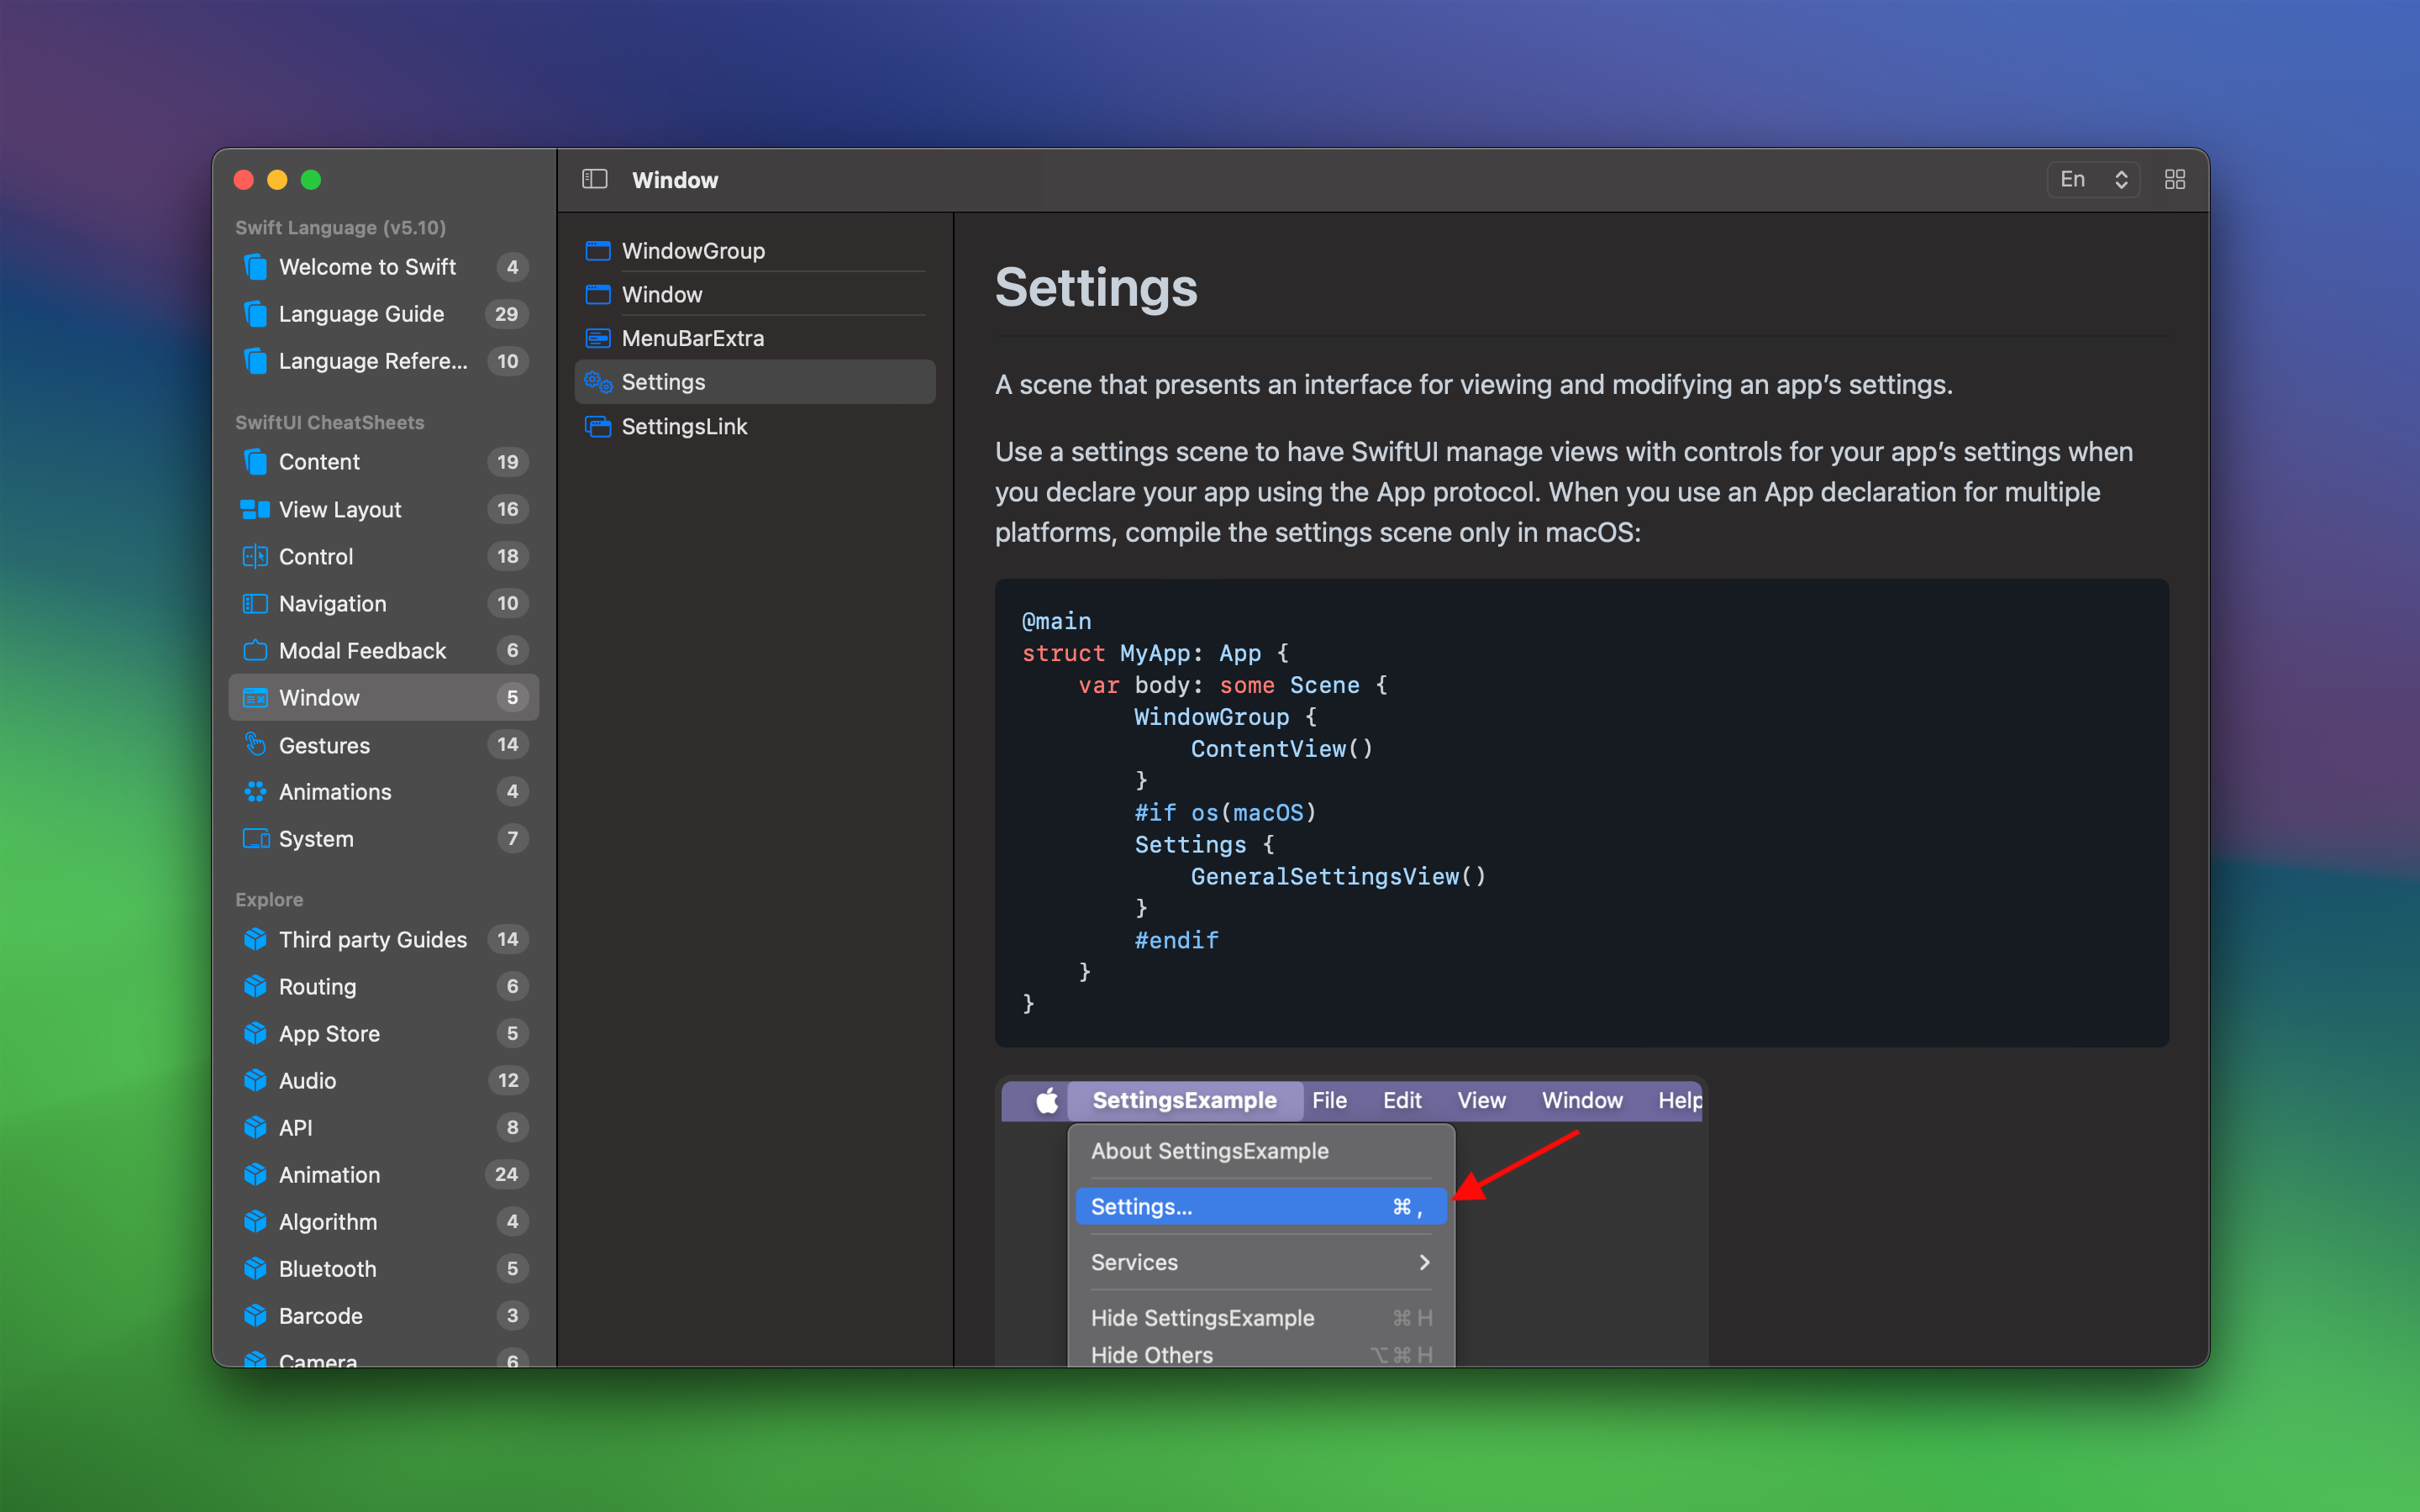 Swift Language (v5.10)
Welcome to Swift 4
Language Guide 29
Language Refere... 10
SwiftUI CheatSheets
Content 19
View Layout 16
Control 18
Navigation 10
Modal Feedback 6
Window 5
Gestures 14
Animations 4
System 7
Explore
Third party Guides 14
Routing 6
App Store 5
Audio 12
API 8
Animation 24
Algorithm 4
Bluetooth 5
Barcode 3
Camera 6
Window
En
WindowGroup
Window
MenuBarExtra
Settings
SettingsLink
Settings
A scene that presents an interface for viewing and modifying an app’s settings.
Use a settings scene to have SwiftUI manage views with controls for your app’s settings when
you declare your app using the App protocol. When you use an App declaration for multiple
platforms, compile the settings scene only in macOS:
@main
struct MyApp: App {
    var body: some Scene {
        WindowGroup {
            ContentView()
        }
        #if os(macOS)
        Settings {
            GeneralSettingsView()
        }
        #endif
    }
}
SettingsExample File Edit View Window Help
About SettingsExample
Settings... ⌘ ,
Services
Hide SettingsExample ⌘ H
Hide Others ⌥ ⌘ H